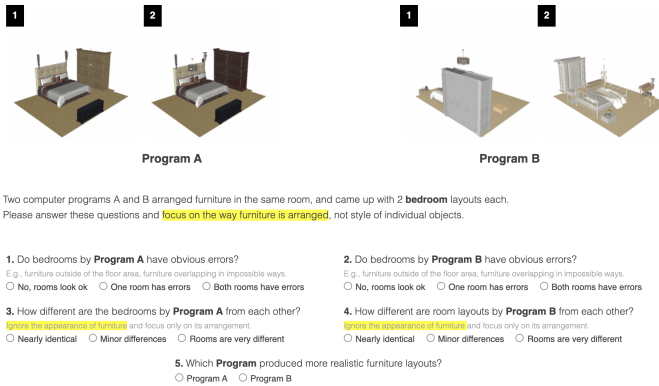 1 2 1 2
Program A Program B
Two computer programs A and B arranged furniture in the same room, and came up with 2 bedroom layouts each.
Please answer these questions and focus on the way furniture is arranged, not style of individual objects.
1. Do bedrooms by Program A have obvious errors?
E.g., furniture outside of the floor area, furniture overlapping in impossible ways.
No, rooms look ok One room has errors Both rooms have errors
2. Do bedrooms by Program B have obvious errors?
E.g., furniture outside of the floor area, furniture overlapping in impossible ways.
No, rooms look ok One room has errors Both rooms have errors
3. How different are the bedrooms by Program A from each other?
Ignore the appearance of furniture and focus only on its arrangement.
Nearly identical Minor differences Rooms are very different
4. How different are room layouts by Program B from each other?
Ignore the appearance of furniture and focus only on its arrangement.
Nearly identical Minor differences Rooms are very different
5. Which Program produced more realistic furniture layouts?
Program A Program B